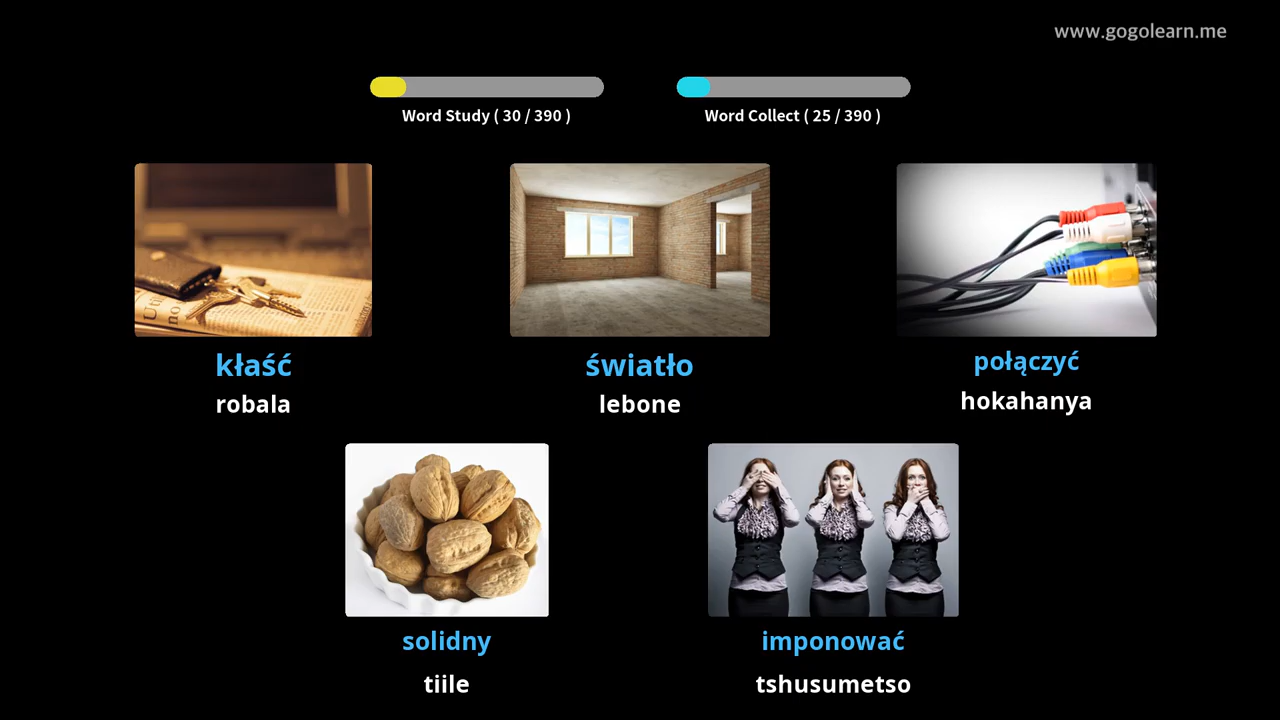 www.gogolearn.me
Word Study ( 30 / 390 )
Word Collect ( 25 / 390 )
kłaść
robala
światło
lebone
połączyć
hokahanya
solidny
tiile
imponować
tshusumetso